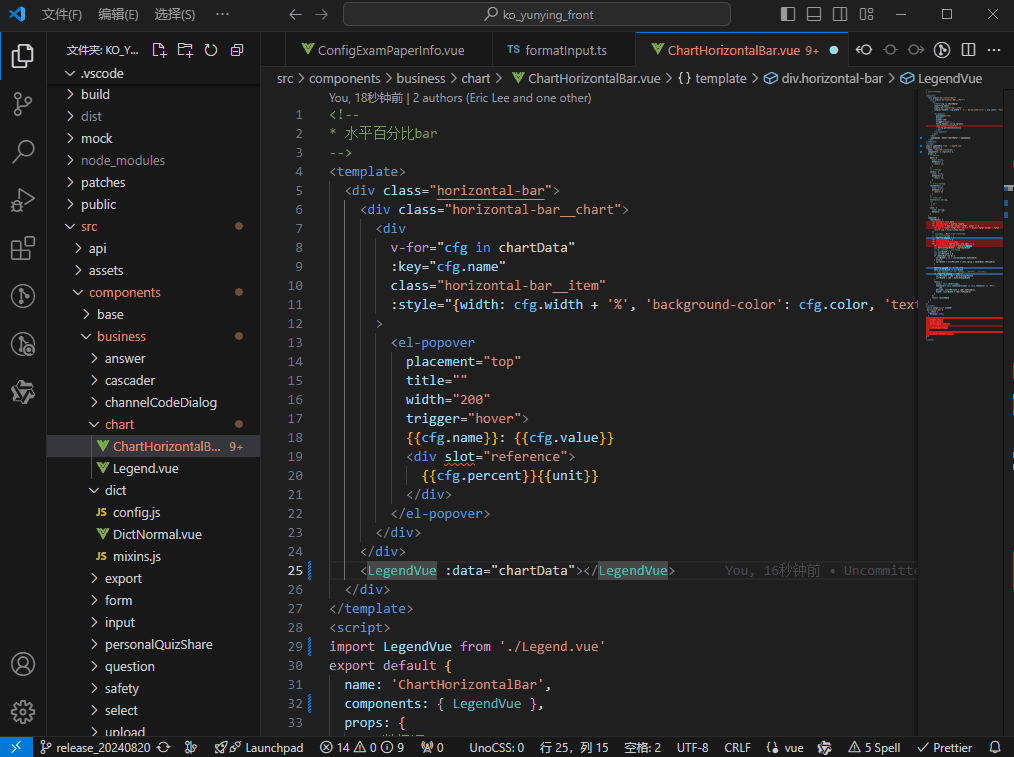 文件(F) 编辑(E) 选择(S) ··· ko_yunying_front
文件夹: KO_Y...
ConfigExamPaperInfo.vue TS formatInput.ts ChartHorizontalBar.vue 9+
src > components > business > chart > ChartHorizontalBar.vue > {} template > div.horizontal-bar > LegendVue
.vscode
build
dist
mock
node_modules
patches
public
src
api
assets
components
base
business
answer
cascader
channelCodeDialog
chart
ChartHorizontalB... 9+
Legend.vue
dict
JS config.js
DictNormal.vue
JS mixins.js
export
form
input
personalQuizShare
question
safety
select
upload
You, 18秒钟前 | 2 authors (Eric Lee and one other)
1 <!--
2 * 水平百分比bar
3 -->
4 <template>
5 <div class="horizontal-bar">
6 <div class="horizontal-bar__chart">
7 <div
8 v-for="cfg in chartData"
9 :key="cfg.name"
10 class="horizontal-bar__item"
11 :style="{width: cfg.width + '%', 'background-color': cfg.color, 'text
12 >
13 <el-popover
14 placement="top"
15 title=""
16 width="200"
17 trigger="hover">
18 {{cfg.name}}: {{cfg.value}}
19 <div slot="reference">
20 {{cfg.percent}}{{unit}}
21 </div>
22 </el-popover>
23 </div>
24 </div>
25 <LegendVue :data="chartData"></LegendVue> You, 16秒钟前 • Uncommitte
26 </div>
27 </template>
28 <script>
29 import LegendVue from './Legend.vue'
30 export default {
31 name: 'ChartHorizontalBar',
32 components: { LegendVue },
33 props: {
release_20240820 Launchpad 14 0 9 0 UnoCSS: 0 行 25，列 15 空格: 2 UTF-8 CRLF {} vue 5 Spell Prettier